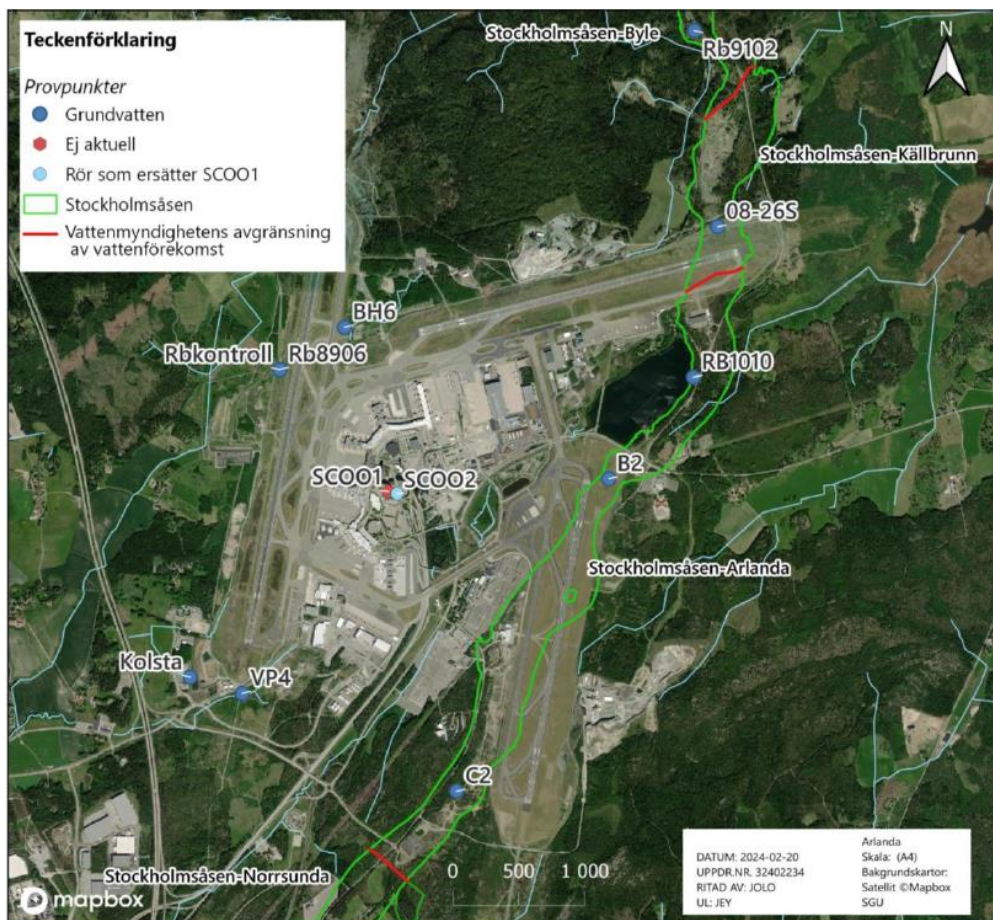 Teckenförklaring
Provpunkter
Grundvatten
Ej aktuell
Rör som ersätter SCOO1
Stockholmsåsen
Vattenmyndighetens avgränsning
av vattenförekomst
Stockholmsåsen-Byle
Rb9102
N
Stockholmsåsen-Källbrunn
08-26S
BH6
Rbkontroll
Rb8906
RB1010
B2
SCOO1
SCOO2
Stockholmsåsen-Arlanda
Kolsta
VP4
C2
Stockholmsåsen-Norrsunda
0 500 1 000
mapbox
DATUM: 2024-02-20
UPPDR.NR. 32402234
RITAD AV: JOLO
UL: JEY
Arlanda
Skala: (A4)
Bakgrundskartor:
Satellit ©Mapbox
SGU